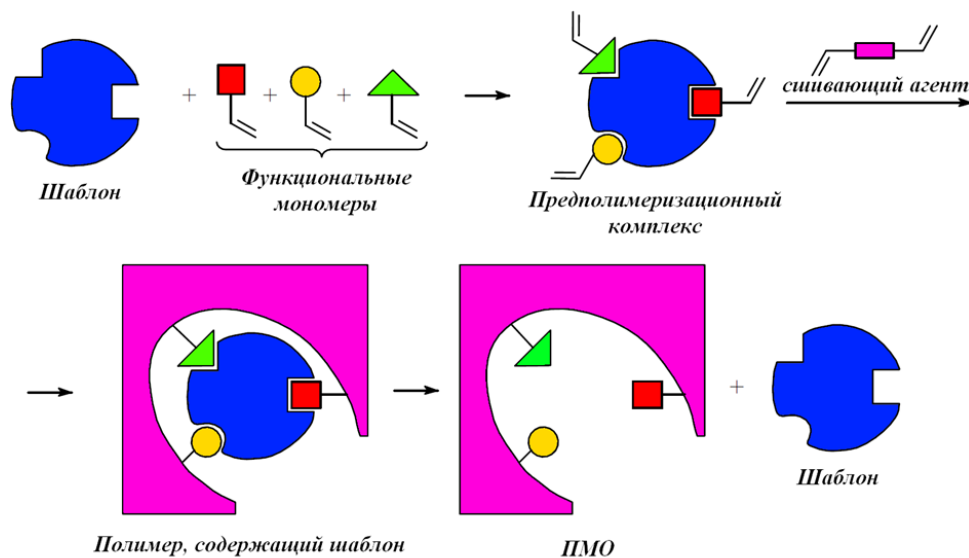 + + +
сшивающий агент
Шаблон
Функциональные
мономеры
Предполимеризационный
комплекс
+
Полимер, содержащий шаблон
ПМО
Шаблон